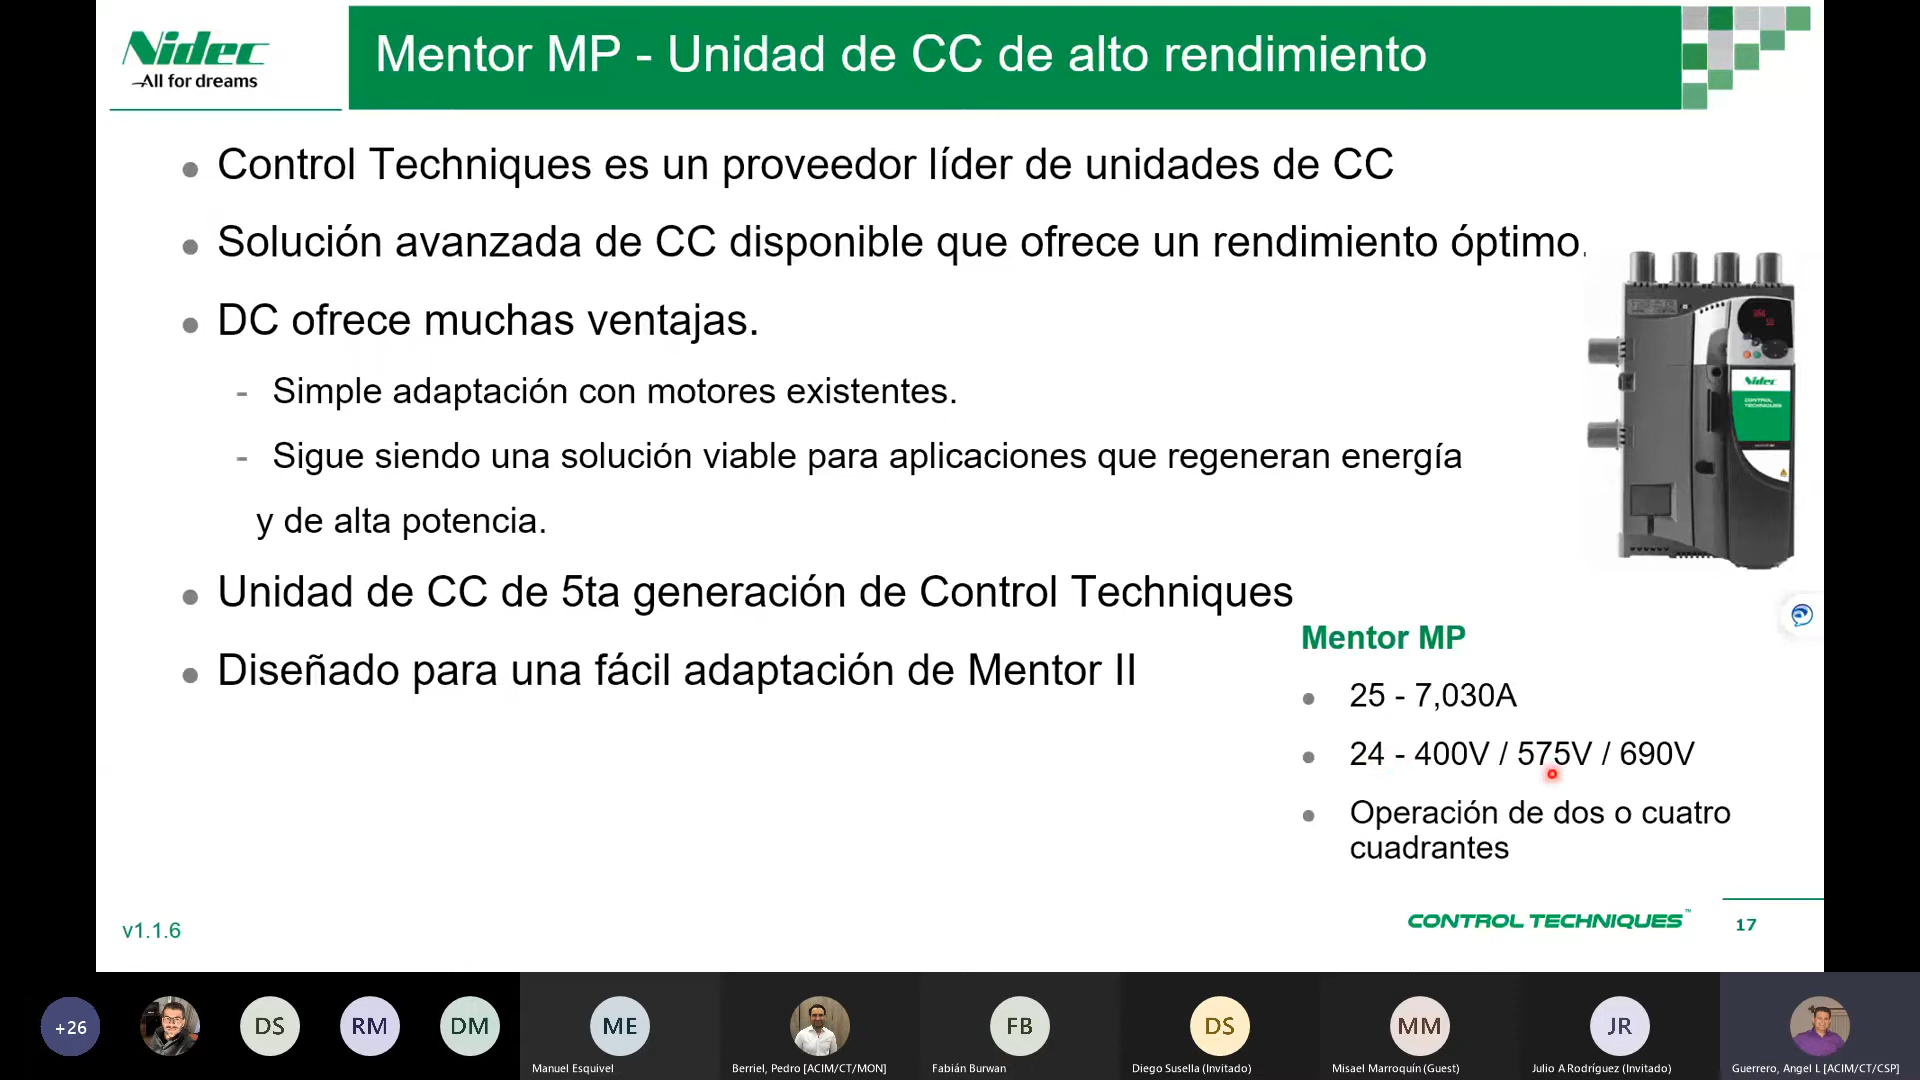 Nidec
All for dreams
Mentor MP - Unidad de CC de alto rendimiento
Control Techniques es un proveedor líder de unidades de CC
Solución avanzada de CC disponible que ofrece un rendimiento óptimo.
DC ofrece muchas ventajas.
- Simple adaptación con motores existentes.
- Sigue siendo una solución viable para aplicaciones que regeneran energía
y de alta potencia.
Unidad de CC de 5ta generación de Control Techniques
Diseñado para una fácil adaptación de Mentor II
Nidec
CONTROL
TECHNIQUES
Mentor MP
25 - 7,030A
24 - 400V / 575V / 690V
Operación de dos o cuatro
cuadrantes
v1.1.6
CONTROL TECHNIQUES™
17
+26
DS
RM
DM
ME
FB
DS
MM
JR
Manuel Esquivel
Berriel, Pedro [ACIM/CT/MON]
Fabián Burwan
Diego Susella (Invitado)
Misael Marroquín (Guest)
Julio A Rodríguez (Invitado)
Guerrero, Angel L [ACIM/CT/CSP]